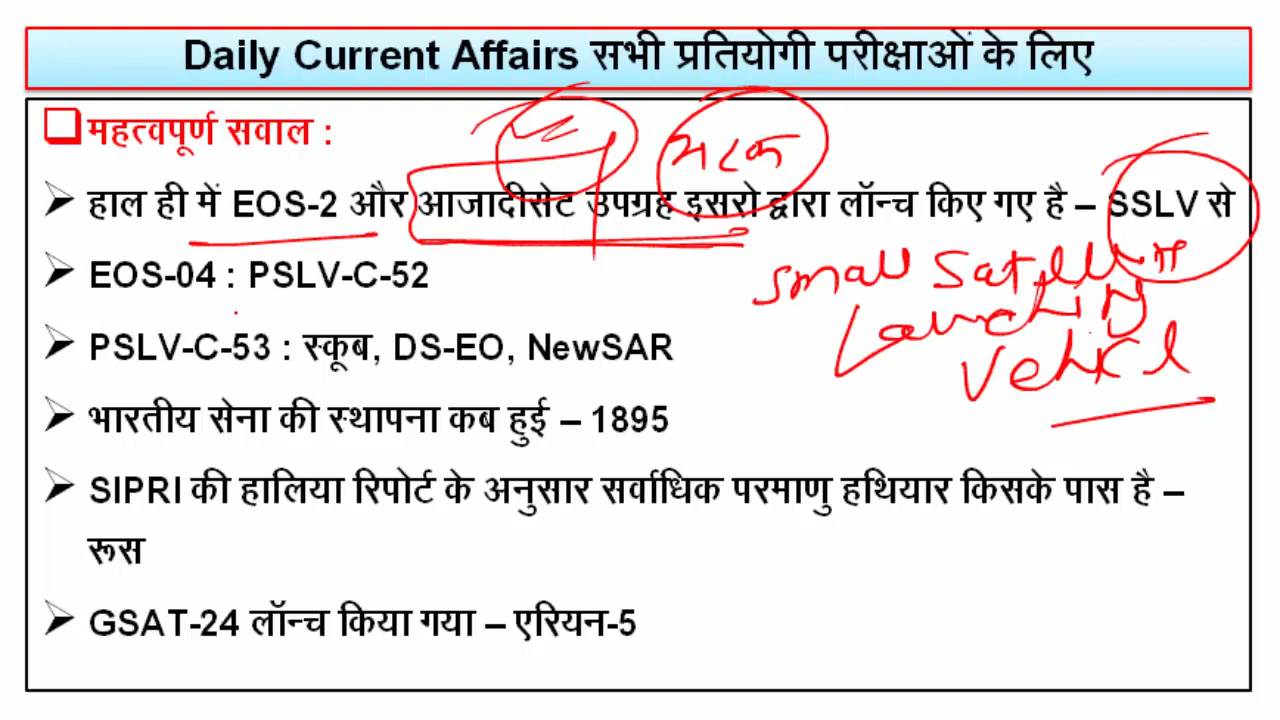 Daily Current Affairs सभी प्रतियोगी परीक्षाओं के लिए
महत्वपूर्ण सवाल :
हाल ही में EOS-2 और आजादीसेट उपग्रह इसरो द्वारा लॉन्च किए गए है – SSLV से
Small Satellite
Launching
EOS-04 : PSLV-C-52
PSLV-C-53 : स्कूब, DS-EO, NewSAR
भारतीय सेना की स्थापना कब हुई – 1895
SIPRI की हालिया रिपोर्ट के अनुसार सर्वाधिक परमाणु हथियार किसके पास है –
रूस
GSAT-24 लॉन्च किया गया – एरियन-5